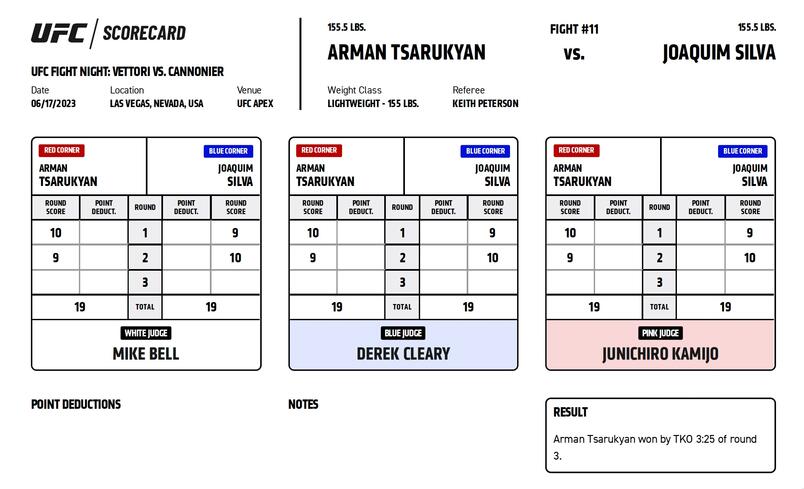 UFC SCORECARD
UFC FIGHT NIGHT: VETTORI VS. CANNONIER
Date Location Venue
06/17/2023 LAS VEGAS, NEVADA, USA UFC APEX
155.5 LBS. FIGHT #11 155.5 LBS.
ARMAN TSARUKYAN VS. JOAQUIM SILVA
Weight Class Referee
LIGHTWEIGHT - 155 LBS. KEITH PETERSON
RED CORNER BLUE CORNER
ARMAN JOAQUIM
TSARUKYAN SILVA
ROUND SCORE POINT DEDUCT. ROUND POINT DEDUCT. ROUND SCORE
10 1 9
9 2 10
3
19 TOTAL 19
WHITE JUDGE
MIKE BELL
RED CORNER BLUE CORNER
ARMAN JOAQUIM
TSARUKYAN SILVA
ROUND SCORE POINT DEDUCT. ROUND POINT DEDUCT. ROUND SCORE
10 1 9
9 2 10
3
19 TOTAL 19
BLUE JUDGE
DEREK CLEARY
RED CORNER BLUE CORNER
ARMAN JOAQUIM
TSARUKYAN SILVA
ROUND SCORE POINT DEDUCT. ROUND POINT DEDUCT. ROUND SCORE
10 1 9
9 2 10
3
19 TOTAL 19
PINK JUDGE
JUNICHIRO KAMIJO
POINT DEDUCTIONS
NOTES
RESULT
Arman Tsarukyan won by TKO 3:25 of round
3.